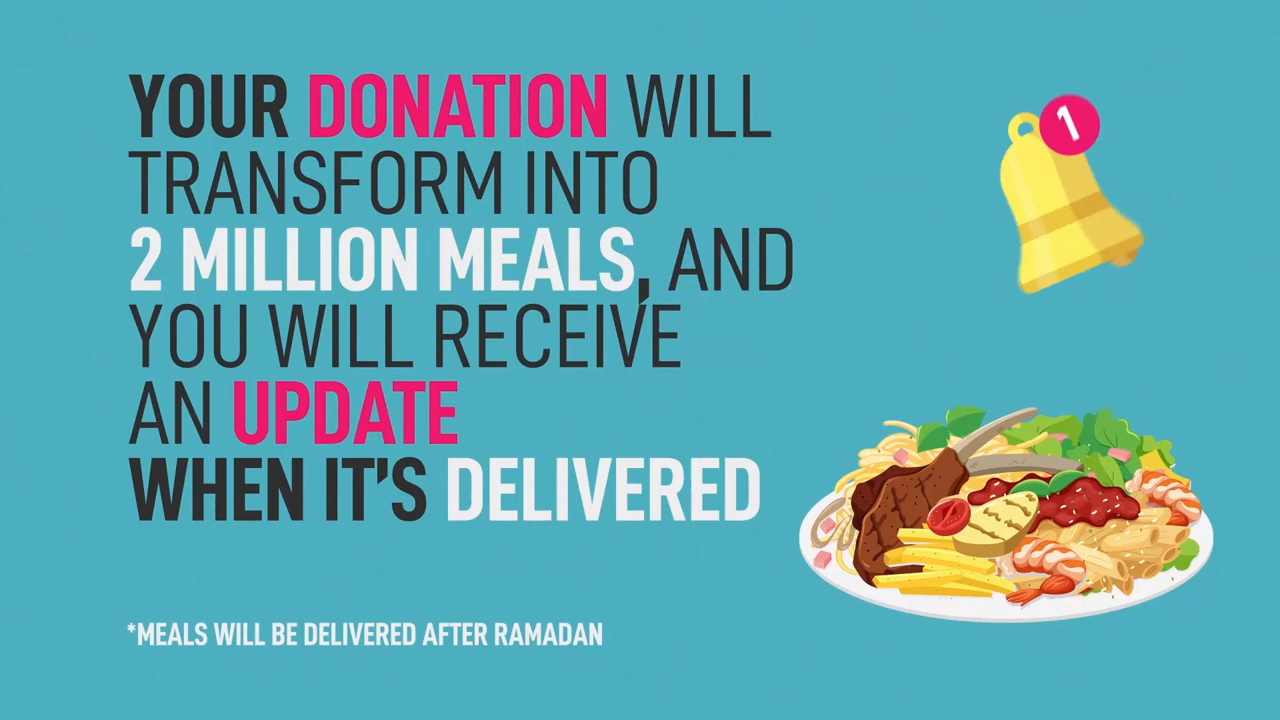 YOUR DONATION WILL
TRANSFORM INTO
2 MILLION MEALS, AND
YOU WILL RECEIVE
AN UPDATE
WHEN IT'S DELIVERED
1
*MEALS WILL BE DELIVERED AFTER RAMADAN